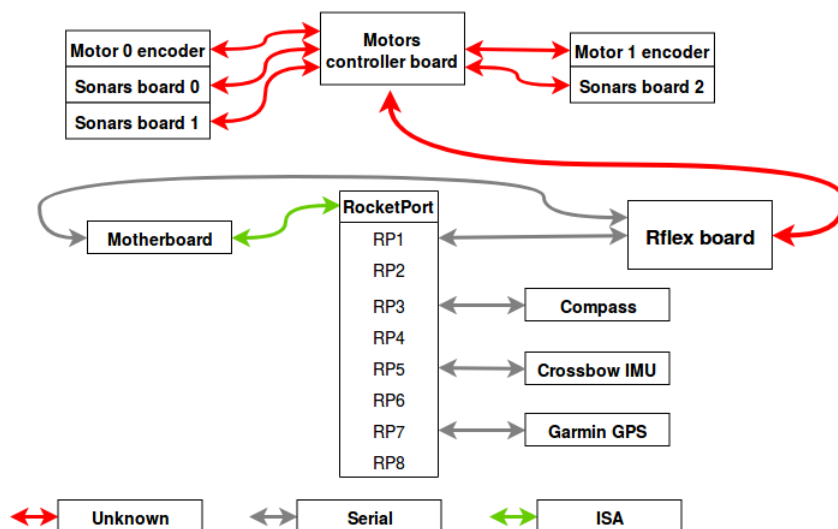 Motor 0 encoder
Sonars board 0
Sonars board 1
Motors
controller board
Motor 1 encoder
Sonars board 2
Motherboard
RocketPort
RP1
RP2
RP3
RP4
RP5
RP6
RP7
RP8
Rflex board
Compass
Crossbow IMU
Garmin GPS
Unknown
Serial
ISA